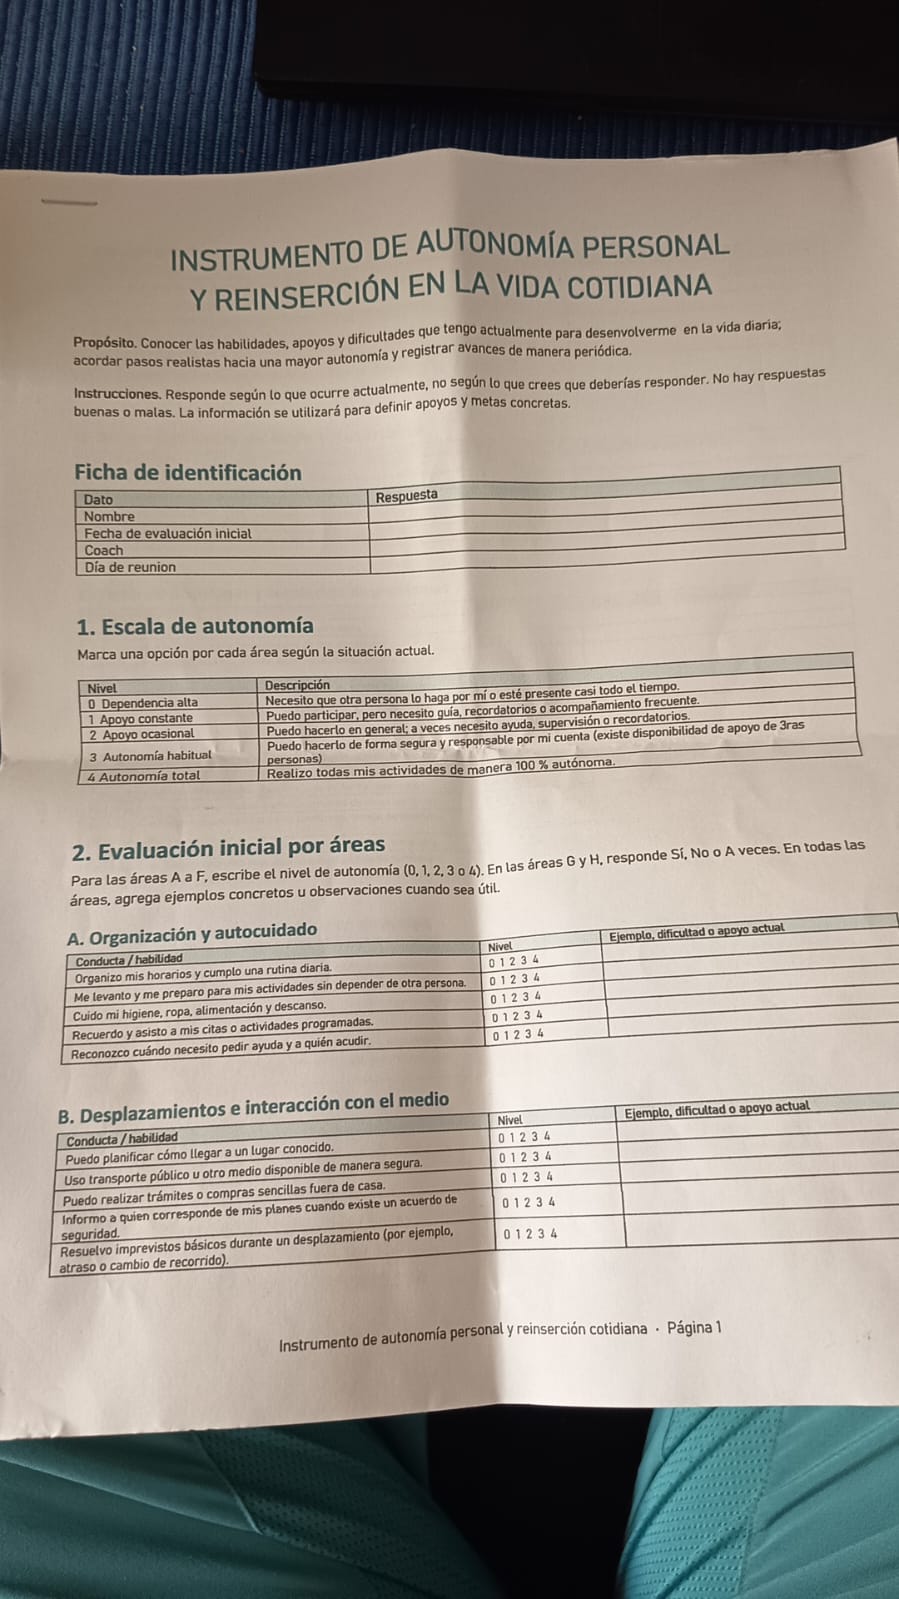 INSTRUMENTO DE AUTONOMÍA PERSONAL
Y REINSERCIÓN EN LA VIDA COTIDIANA
Propósito. Conocer las habilidades, apoyos y dificultades que tengo actualmente para desenvolverme en la vida diaria;
acordar pasos realistas hacia una mayor autonomía y registrar avances de manera periódica.
Instrucciones. Responde según lo que ocurre actualmente, no según lo que crees que deberías responder. No hay respuestas
buenas o malas. La información se utilizará para definir apoyos y metas concretas.
Ficha de identificación
Dato Respuesta
Nombre
Fecha de evaluación inicial
Coach
Día de reunion
1. Escala de autonomía
Marca una opción por cada área según la situación actual.
Nivel Descripción
0 Dependencia alta Necesito que otra persona lo haga por mí o esté presente casi todo el tiempo.
1 Apoyo constante Puedo participar, pero necesito guía, recordatorios o acompañamiento frecuente.
2 Apoyo ocasional Puedo hacerlo en general; a veces necesito ayuda, supervisión o recordatorios.
3 Autonomía habitual Puedo hacerlo de forma segura y responsable por mi cuenta (existe disponibilidad de apoyo de 3ras
personas)
4 Autonomía total Realizo todas mis actividades de manera 100 % autónoma.
2. Evaluación inicial por áreas
Para las áreas A a F, escribe el nivel de autonomía (0, 1, 2, 3 o 4). En las áreas G y H, responde Sí, No o A veces. En todas las
áreas, agrega ejemplos concretos u observaciones cuando sea útil.
A. Organización y autocuidado
Conducta / habilidad Nivel Ejemplo, dificultad o apoyo actual
Organizo mis horarios y cumplo una rutina diaria. 0 1 2 3 4
Me levanto y me preparo para mis actividades sin depender de otra persona. 0 1 2 3 4
Cuido mi higiene, ropa, alimentación y descanso. 0 1 2 3 4
Recuerdo y asisto a mis citas o actividades programadas. 0 1 2 3 4
Reconozco cuándo necesito pedir ayuda y a quién acudir. 0 1 2 3 4
B. Desplazamientos e interacción con el medio
Conducta / habilidad Nivel Ejemplo, dificultad o apoyo actual
Puedo planificar cómo llegar a un lugar conocido. 0 1 2 3 4
Uso transporte público u otro medio disponible de manera segura. 0 1 2 3 4
Puedo realizar trámites o compras sencillas fuera de casa. 0 1 2 3 4
Informo a quien corresponde de mis planes cuando existe un acuerdo de
seguridad. 0 1 2 3 4
Resuelvo imprevistos básicos durante un desplazamiento (por ejemplo,
atraso o cambio de recorrido). 0 1 2 3 4
Instrumento de autonomía personal y reinserción cotidiana · Página 1